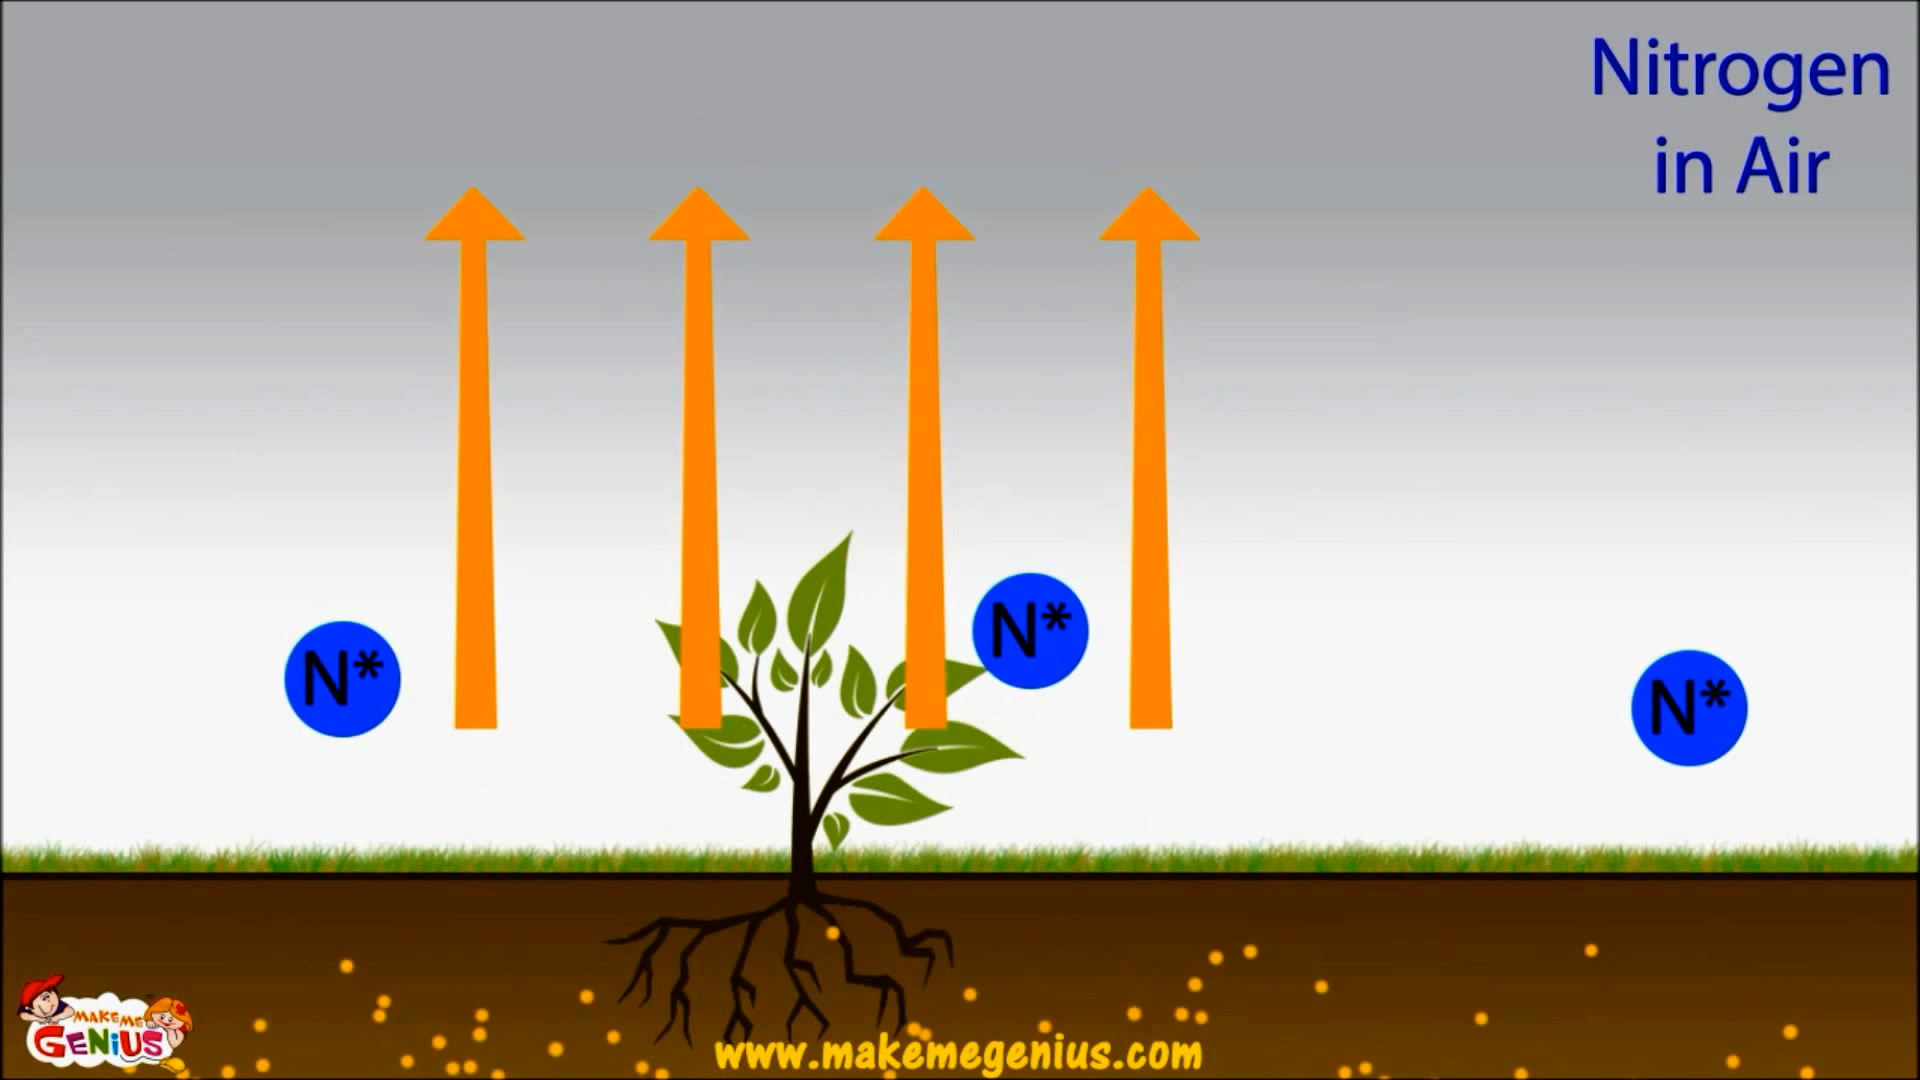 Nitrogen
in Air
N*
N*
N*
MAKE ME
GENIUS
www.makemegenius.com